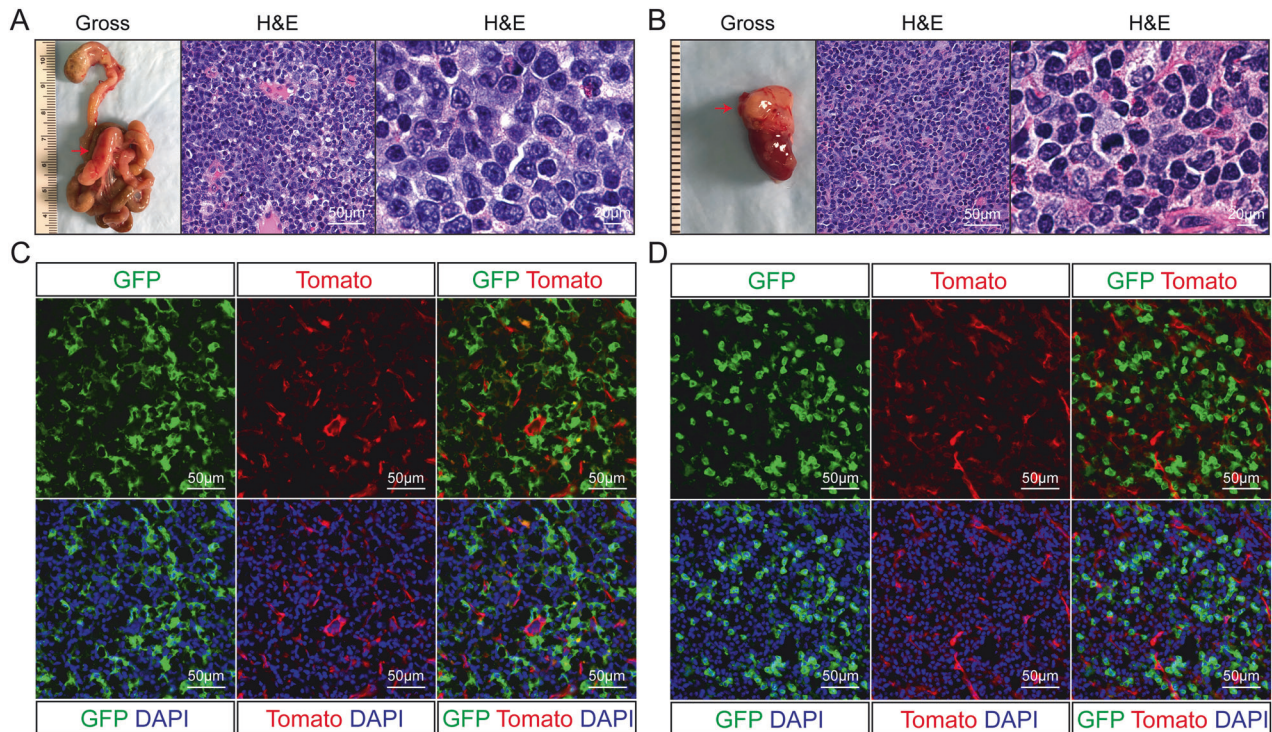 A
Gross
H&E
H&E
50µm
20µm
B
Gross
H&E
H&E
50µm
20µm
C
GFP
Tomato
GFP Tomato
50µm
50µm
50µm
50µm
50µm
50µm
GFP DAPI
Tomato DAPI
GFP Tomato DAPI
D
GFP
Tomato
GFP Tomato
50µm
50µm
50µm
50µm
50µm
50µm
GFP DAPI
Tomato DAPI
GFP Tomato DAPI